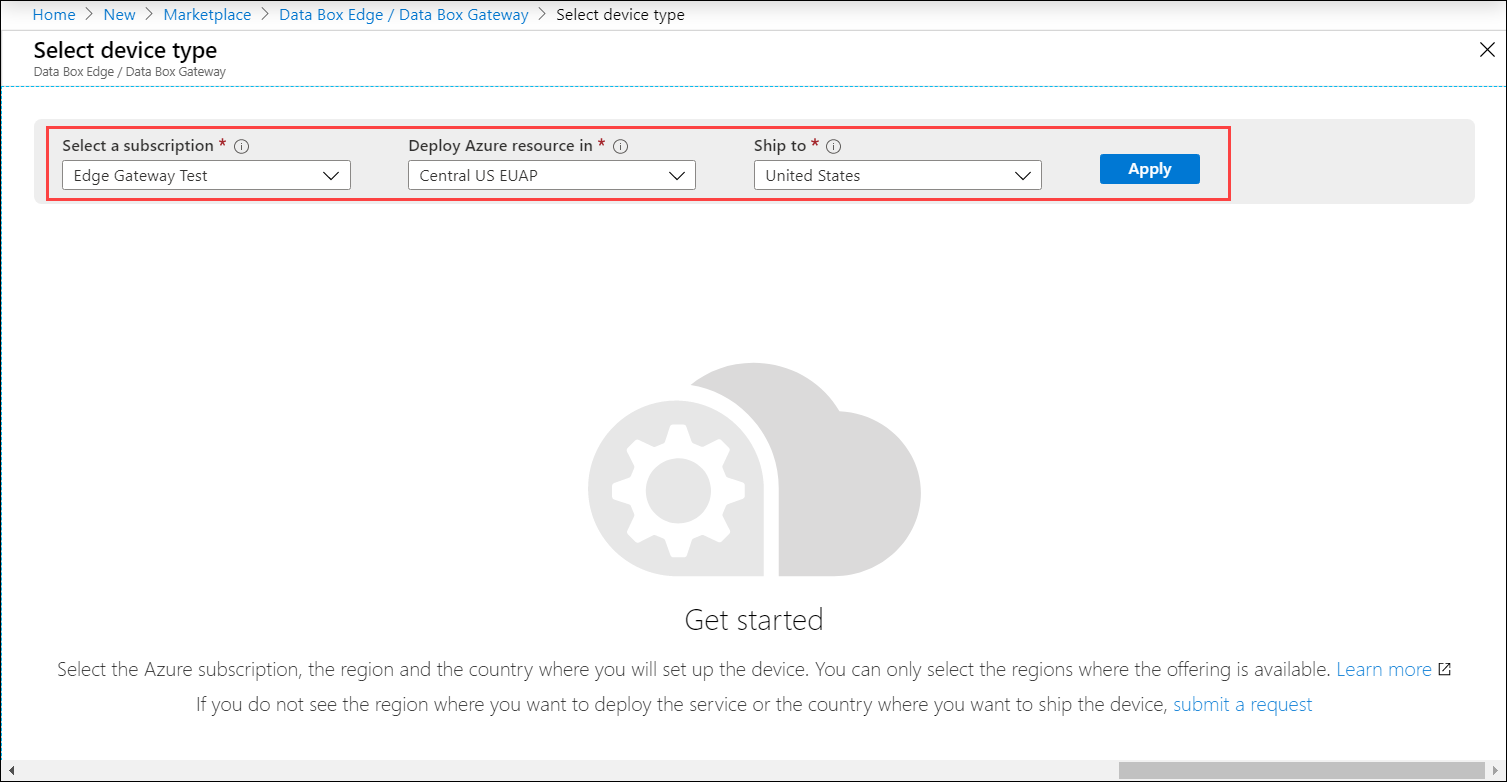 Home > New > Marketplace > Data Box Edge / Data Box Gateway > Select device type
Select device type
Data Box Edge / Data Box Gateway
Select a subscription * Deploy Azure resource in * Ship to *
Edge Gateway Test Central US EUAP United States Apply
Get started
Select the Azure subscription, the region and the country where you will set up the device. You can only select the regions where the offering is available. Learn more
If you do not see the region where you want to deploy the service or the country where you want to ship the device, submit a request